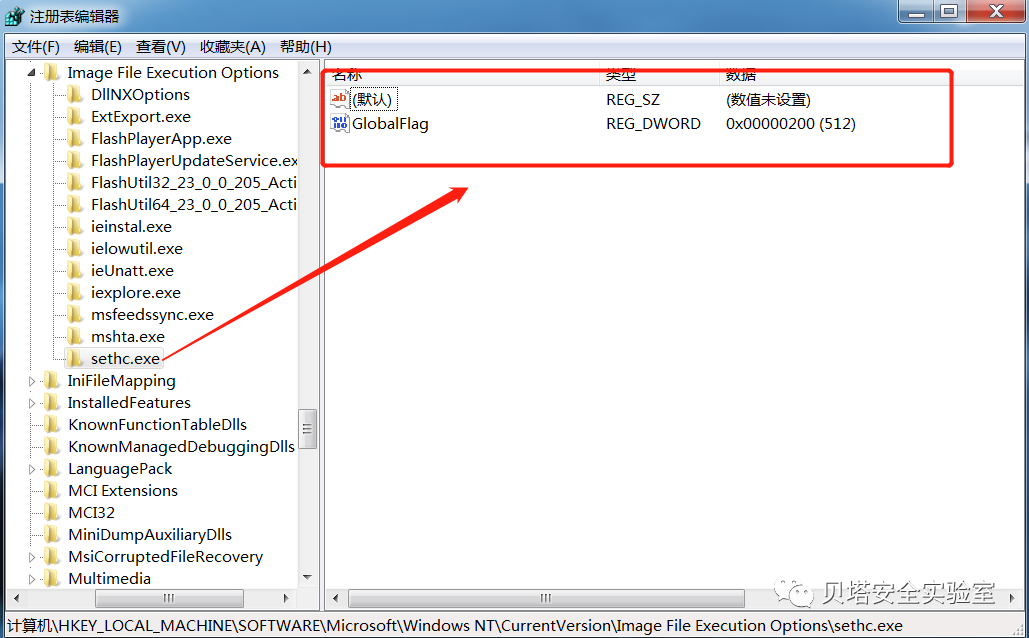 注册表编辑器
文件(F) 编辑(E) 查看(V) 收藏夹(A) 帮助(H)
Image File Execution Options
DllNXOptions
ExtExport.exe
FlashPlayerApp.exe
FlashPlayerUpdateService.ex
FlashUtil32_23_0_0_205_Acti
FlashUtil64_23_0_0_205_Acti
ieinstal.exe
ielowutil.exe
ieUnatt.exe
iexplore.exe
msfeedssync.exe
mshta.exe
sethc.exe
IniFileMapping
InstalledFeatures
KnownFunctionTableDlls
KnownManagedDebuggingDlls
LanguagePack
MCI Extensions
MCI32
MiniDumpAuxiliaryDlls
MsiCorruptedFileRecovery
Multimedia
名称 类型 数据
ab (默认) REG_SZ (数值未设置)
GlobalFlag REG_DWORD 0x00000200 (512)
贝塔安全实验室
计算机\HKEY_LOCAL_MACHINE\SOFTWARE\Microsoft\Windows NT\CurrentVersion\Image File Execution Options\sethc.exe